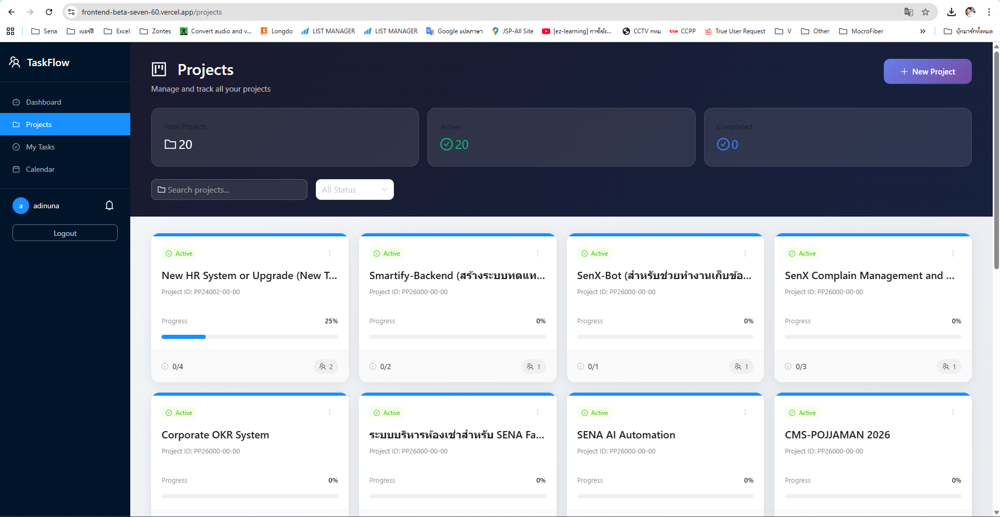 frontend-beta-seven-60.vercel.app/projects
Sena
เบอร์ดี
Excel
Zontes
Convert audio and v...
Longdo
LIST MANAGER
LIST MANAGER
Google แปลภาษา
JSP-All Site
[ez-learning] การใช้ง...
CCTV กทม
true CCPP
True User Request
V
Other
MocroFiber
บุ๊กมาร์กทั้งหมด
TaskFlow
Dashboard
Projects
My Tasks
Calendar
a adinuna
Logout
Projects
Manage and track all your projects
+ New Project
Total Projects
20
Active
20
Completed
0
Search projects...
All Status
Active
New HR System or Upgrade (New T...
Project ID: PP24002-00-00
Progress 25%
0/4 2
Active
Smartify-Backend (สร้างระบบทดแท...
Project ID: PP26000-00-00
Progress 0%
0/2 1
Active
SenX-Bot (สำหรับช่วยทำงานเก็บข้อ...
Project ID: PP26000-00-00
Progress 0%
0/1 1
Active
SenX Complain Management and ...
Project ID: PP26000-00-00
Progress 0%
0/3 1
Active
Corporate OKR System
Project ID: PP26000-00-00
Progress 0%
Active
ระบบบริหารห้องเช่าสำหรับ SENA Fa...
Project ID: PP26000-00-00
Progress 0%
Active
SENA AI Automation
Project ID: PP26000-00-00
Progress 0%
Active
CMS-POJJAMAN 2026
Project ID: PP26000-00-00
Progress 0%